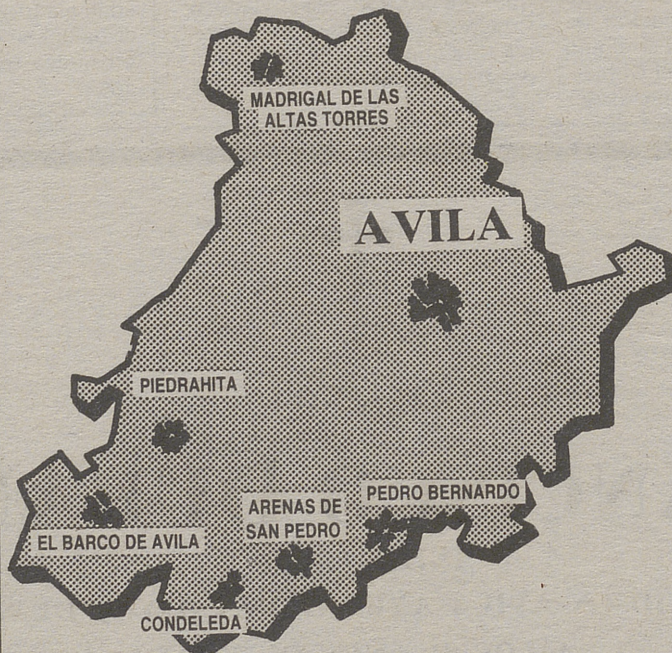 MADRIGAL DE LAS
ALTAS TORRES
AVILA
PIEDRAHITA
PEDRO BERNARDO
ARENAS DE
SAN PEDRO
EL BARCO DE AVILA
CONDELEDA